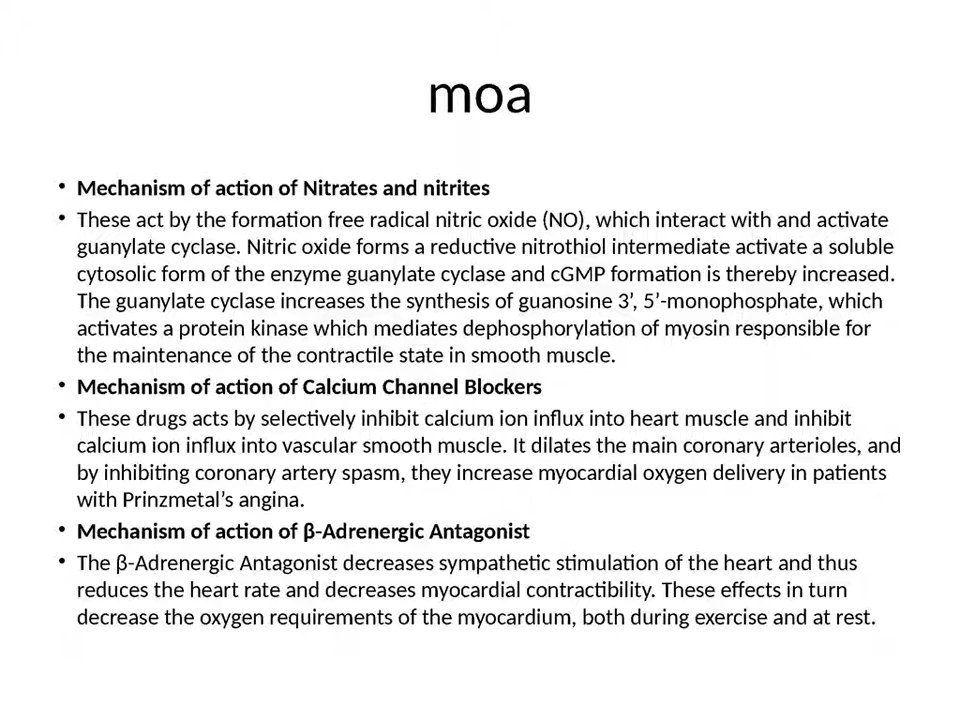 moa
• Mechanism of action of Nitrates and nitrites
• These act by the formation free radical nitric oxide (NO), which interact with and activate
guanylate cyclase. Nitric oxide forms a reductive nitrothiol intermediate activate a soluble
cytosolic form of the enzyme guanylate cyclase and cGMP formation is thereby increased.
The guanylate cyclase increases the synthesis of guanosine 3’, 5’-monophosphate, which
activates a protein kinase which mediates dephosphorylation of myosin responsible for
the maintenance of the contractile state in smooth muscle.
• Mechanism of action of Calcium Channel Blockers
• These drugs acts by selectively inhibit calcium ion influx into heart muscle and inhibit
calcium ion influx into vascular smooth muscle. It dilates the main coronary arterioles, and
by inhibiting coronary artery spasm, they increase myocardial oxygen delivery in patients
with Prinzmetal’s angina.
• Mechanism of action of β-Adrenergic Antagonist
• The β-Adrenergic Antagonist decreases sympathetic stimulation of the heart and thus
reduces the heart rate and decreases myocardial contractibility. These effects in turn
decrease the oxygen requirements of the myocardium, both during exercise and at rest.